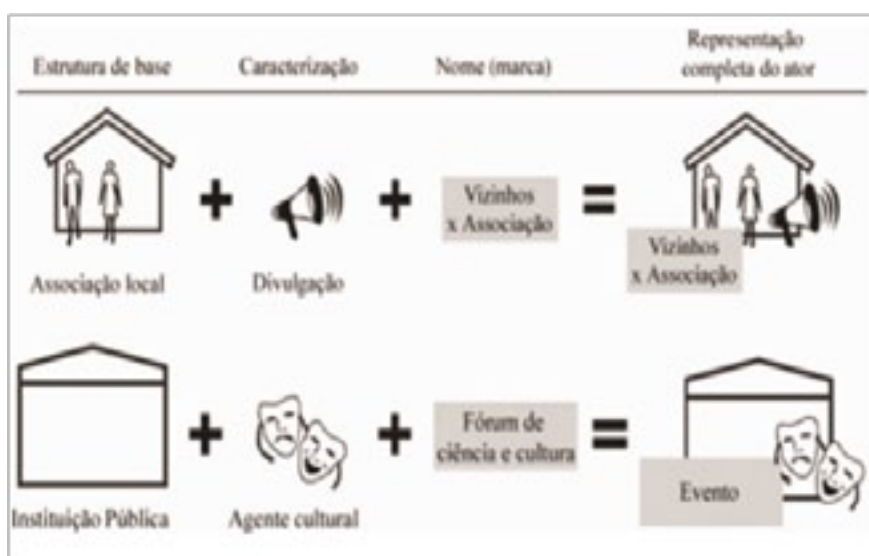 Estrutura de base
Caracterização
Nome (marca)
Representação
completa do ator
Vizinhos
x Associação
Vizinhos
x Associação
Associação local
Divulgação
Fórum de
ciência e cultura
Evento
Instituição Pública
Agente cultural